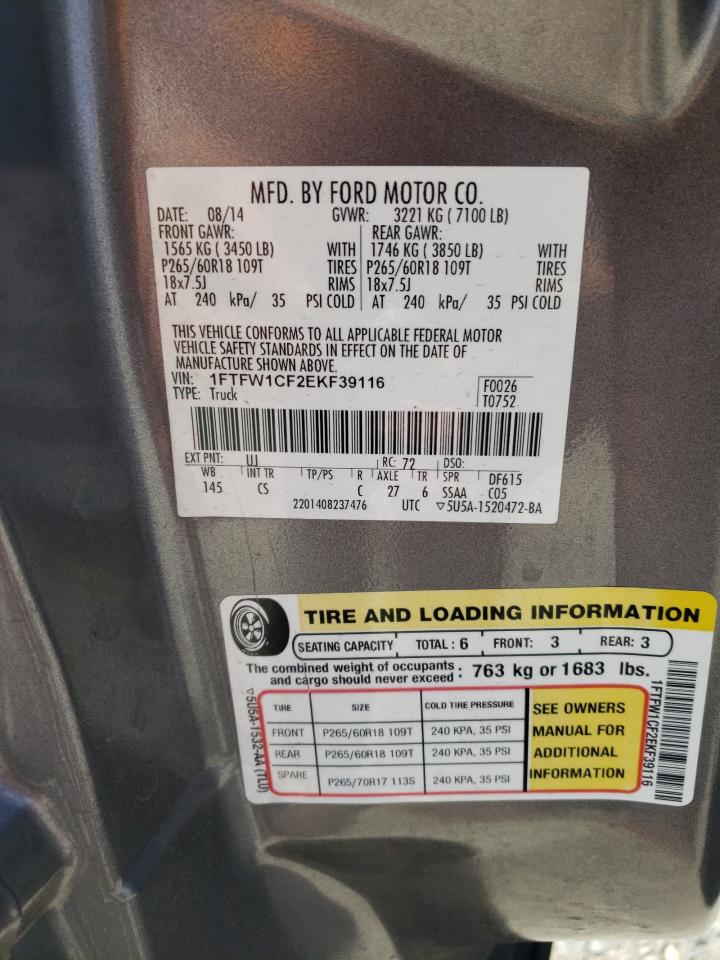 MFD. BY FORD MOTOR CO.
DATE: 08/14 GVWR: 3221 KG ( 7100 LB)
FRONT GAWR: REAR GAWR:
1565 KG ( 3450 LB) WITH 1746 KG ( 3850 LB) WITH
P265/60R18 109T TIRES P265/60R18 109T TIRES
18x7.5J RIMS 18x7.5J RIMS
AT 240 kPa/ 35 PSI COLD AT 240 kPa/ 35 PSI COLD
THIS VEHICLE CONFORMS TO ALL APPLICABLE FEDERAL MOTOR
VEHICLE SAFETY STANDARDS IN EFFECT ON THE DATE OF
MANUFACTURE SHOWN ABOVE.
VIN: 1FTFW1CF2EKF39116 F0026
TYPE: Truck T0752
EXT PNT: UJ RC: 72 DSO:
WB INT TR TP/PS R AXLE TR SPR DF615
145 CS C 27 6 SSAA C05
2201408237476 UTC ▽5U5A-1520472-BA
TIRE AND LOADING INFORMATION
SEATING CAPACITY TOTAL : 6 FRONT: 3 REAR: 3
The combined weight of occupants and cargo should never exceed : 763 kg or 1683 lbs.
TIRE SIZE COLD TIRE PRESSURE
FRONT P265/60R18 109T 240 KPA, 35 PSI
REAR P265/60R18 109T 240 KPA, 35 PSI
SPARE P265/70R17 113S 240 KPA, 35 PSI
SEE OWNERS
MANUAL FOR
ADDITIONAL
INFORMATION
▽5U5A-1532-AA (TLU)
1FTFW1CF2EKF39116